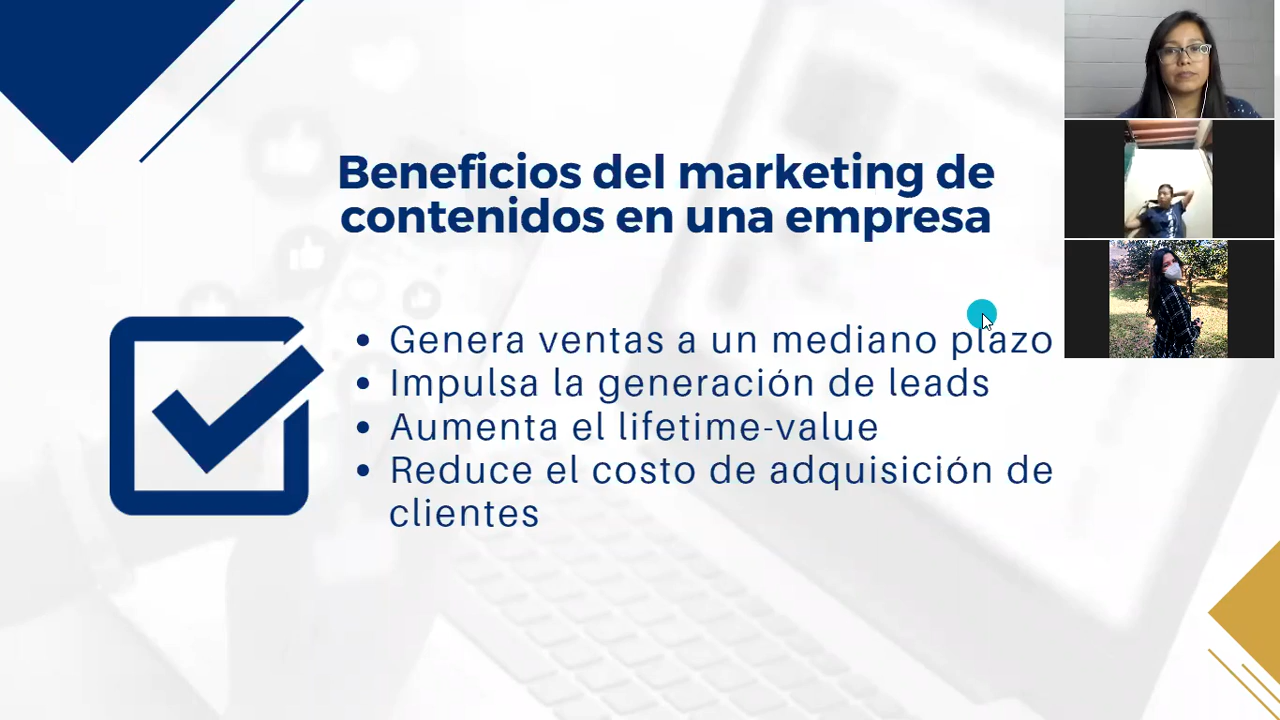 Beneficios del marketing de
contenidos en una empresa
• Genera ventas a un mediano plazo
• Impulsa la generación de leads
• Aumenta el lifetime-value
• Reduce el costo de adquisición de
clientes